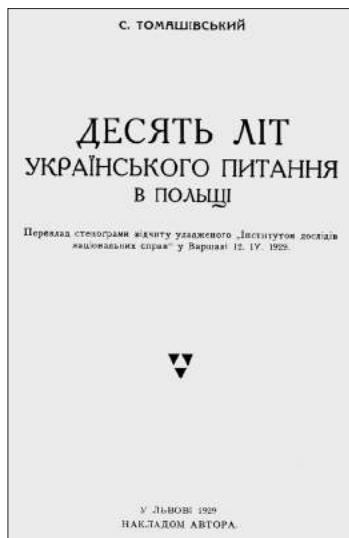 С. ТОМАШІВСЬКИЙ
ДЕСЯТЬ ЛІТ
УКРАЇНСЬКОГО ПИТАННЯ
В ПОЛЬЩІ
Переклад стенограми відчиту уладженого „Інститутом дослідів
національних справ" у Варшаві 12. IV. 1929.
У ЛЬВОВІ 1929
НАКЛАДОМ АВТОРА.